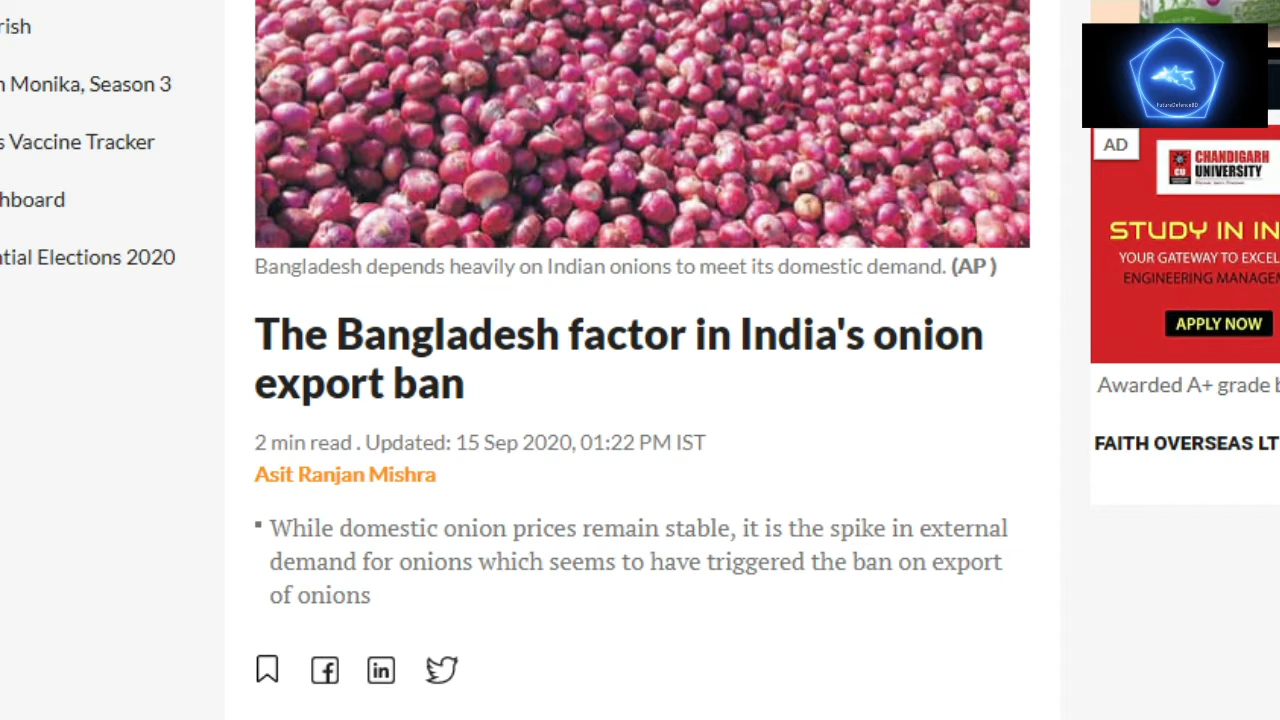 rish
n Monika, Season 3
s Vaccine Tracker
hboard
ntial Elections 2020
Bangladesh depends heavily on Indian onions to meet its domestic demand. (AP )
The Bangladesh factor in India's onion
export ban
2 min read . Updated: 15 Sep 2020, 01:22 PM IST
Asit Ranjan Mishra
▪ While domestic onion prices remain stable, it is the spike in external
demand for onions which seems to have triggered the ban on export
of onions
in
FutureDefenceBD
AD
CU
CHANDIGARH
UNIVERSITY
STUDY IN IN
YOUR GATEWAY TO EXCEL
ENGINEERING MANAGEM
APPLY NOW
Awarded A+ grade b
FAITH OVERSEAS LT